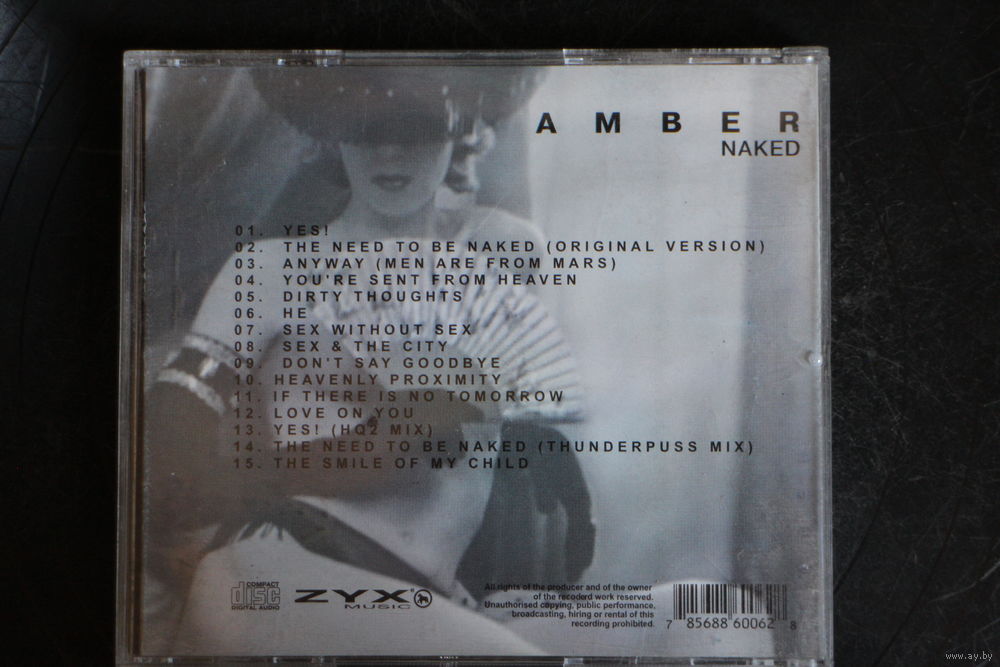 AMBER
NAKED
01. YES!
02. THE NEED TO BE NAKED (ORIGINAL VERSION)
03. ANYWAY (MEN ARE FROM MARS)
04. YOU'RE SENT FROM HEAVEN
05. DIRTY THOUGHTS
06. HE
07. SEX WITHOUT SEX
08. SEX & THE CITY
09. DON'T SAY GOODBYE
10. HEAVENLY PROXIMITY
11. IF THERE IS NO TOMORROW
12. LOVE ON YOU
13. YES! (HQ2 MIX)
14. THE NEED TO BE NAKED (THUNDERPUSS MIX)
15. THE SMILE OF MY CHILD
COMPACT
disc
DIGITAL AUDIO
ZYX®
MUSIC
All rights of the producer and of the owner
of the recoderd work reserved.
Unauthorised copying, public performance,
broadcasting, hiring or rental of this
recording prohibited.
7 85688 60062 8
www.ay.by